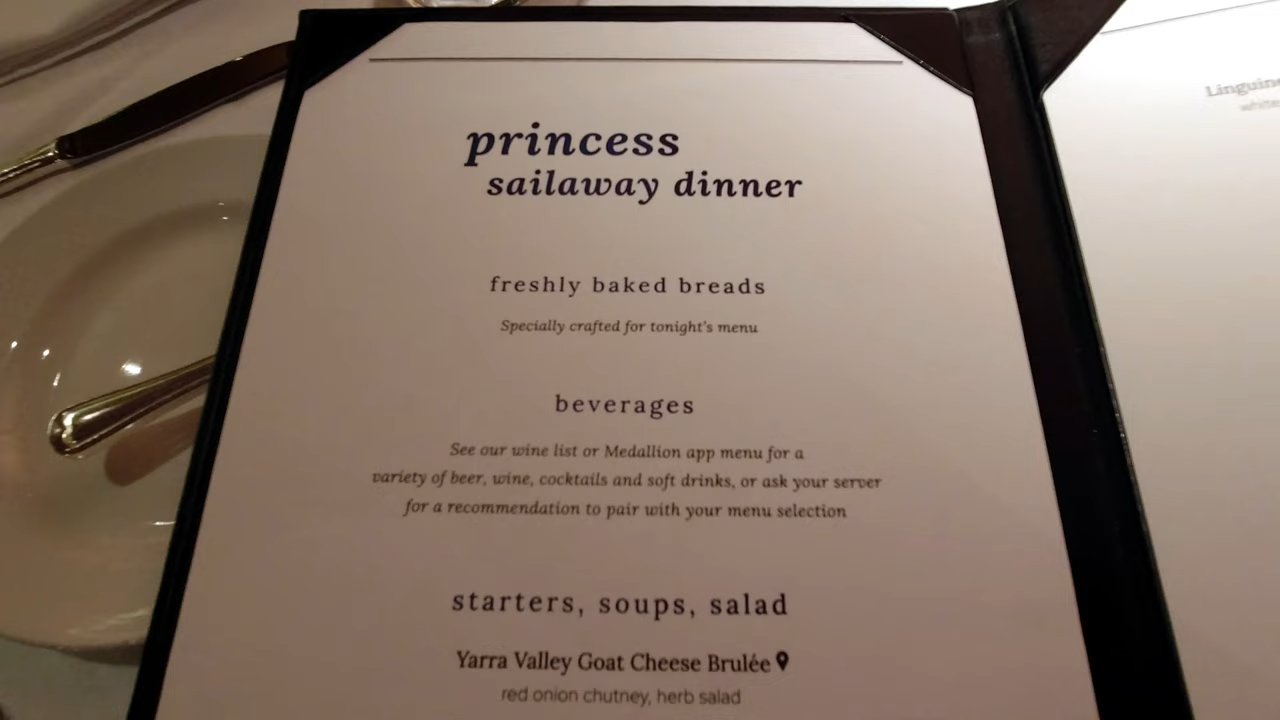 princess
sailaway dinner
freshly baked breads
Specially crafted for tonight's menu
beverages
See our wine list or Medallion app menu for a
variety of beer, wine, cocktails and soft drinks, or ask your server
for a recommendation to pair with your menu selection
starters, soups, salad
Yarra Valley Goat Cheese Brulée
red onion chutney, herb salad
Linguine
white